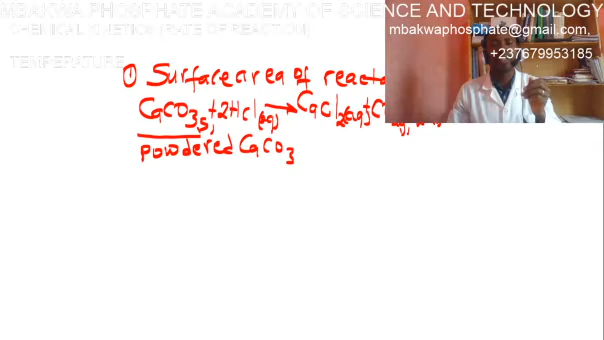 MBAKWA PHOSPHATE ACADEMY OF SCIENCE AND TECHNOLOGY
CHEMICAL KINETICS (RATE OF REACTION)
mbakwaphosphate@gmail.com,
+237679953185
TEMPERATURE
① Surface area of reacta
CaCO3(s) + 2HCl(aq) → CaCl2(aq) +
powdered CaCO3